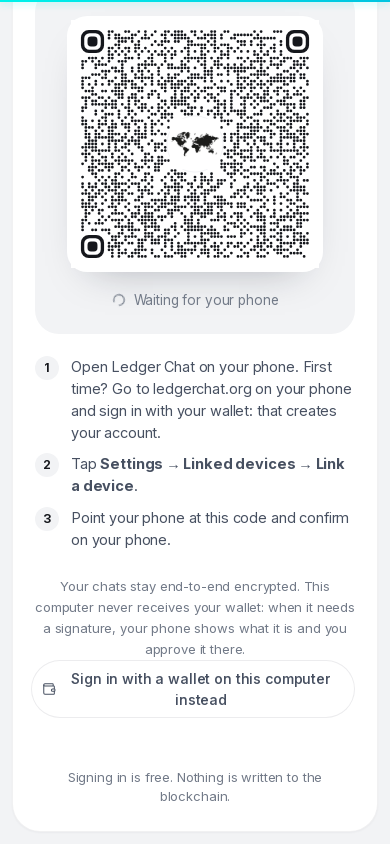 Waiting for your phone
1 Open Ledger Chat on your phone. First
time? Go to ledgerchat.org on your phone
and sign in with your wallet: that creates
your account.
2 Tap Settings → Linked devices → Link
a device.
3 Point your phone at this code and confirm
on your phone.
Your chats stay end-to-end encrypted. This
computer never receives your wallet: when it needs
a signature, your phone shows what it is and you
approve it there.
Sign in with a wallet on this computer
instead
Signing in is free. Nothing is written to the
blockchain.